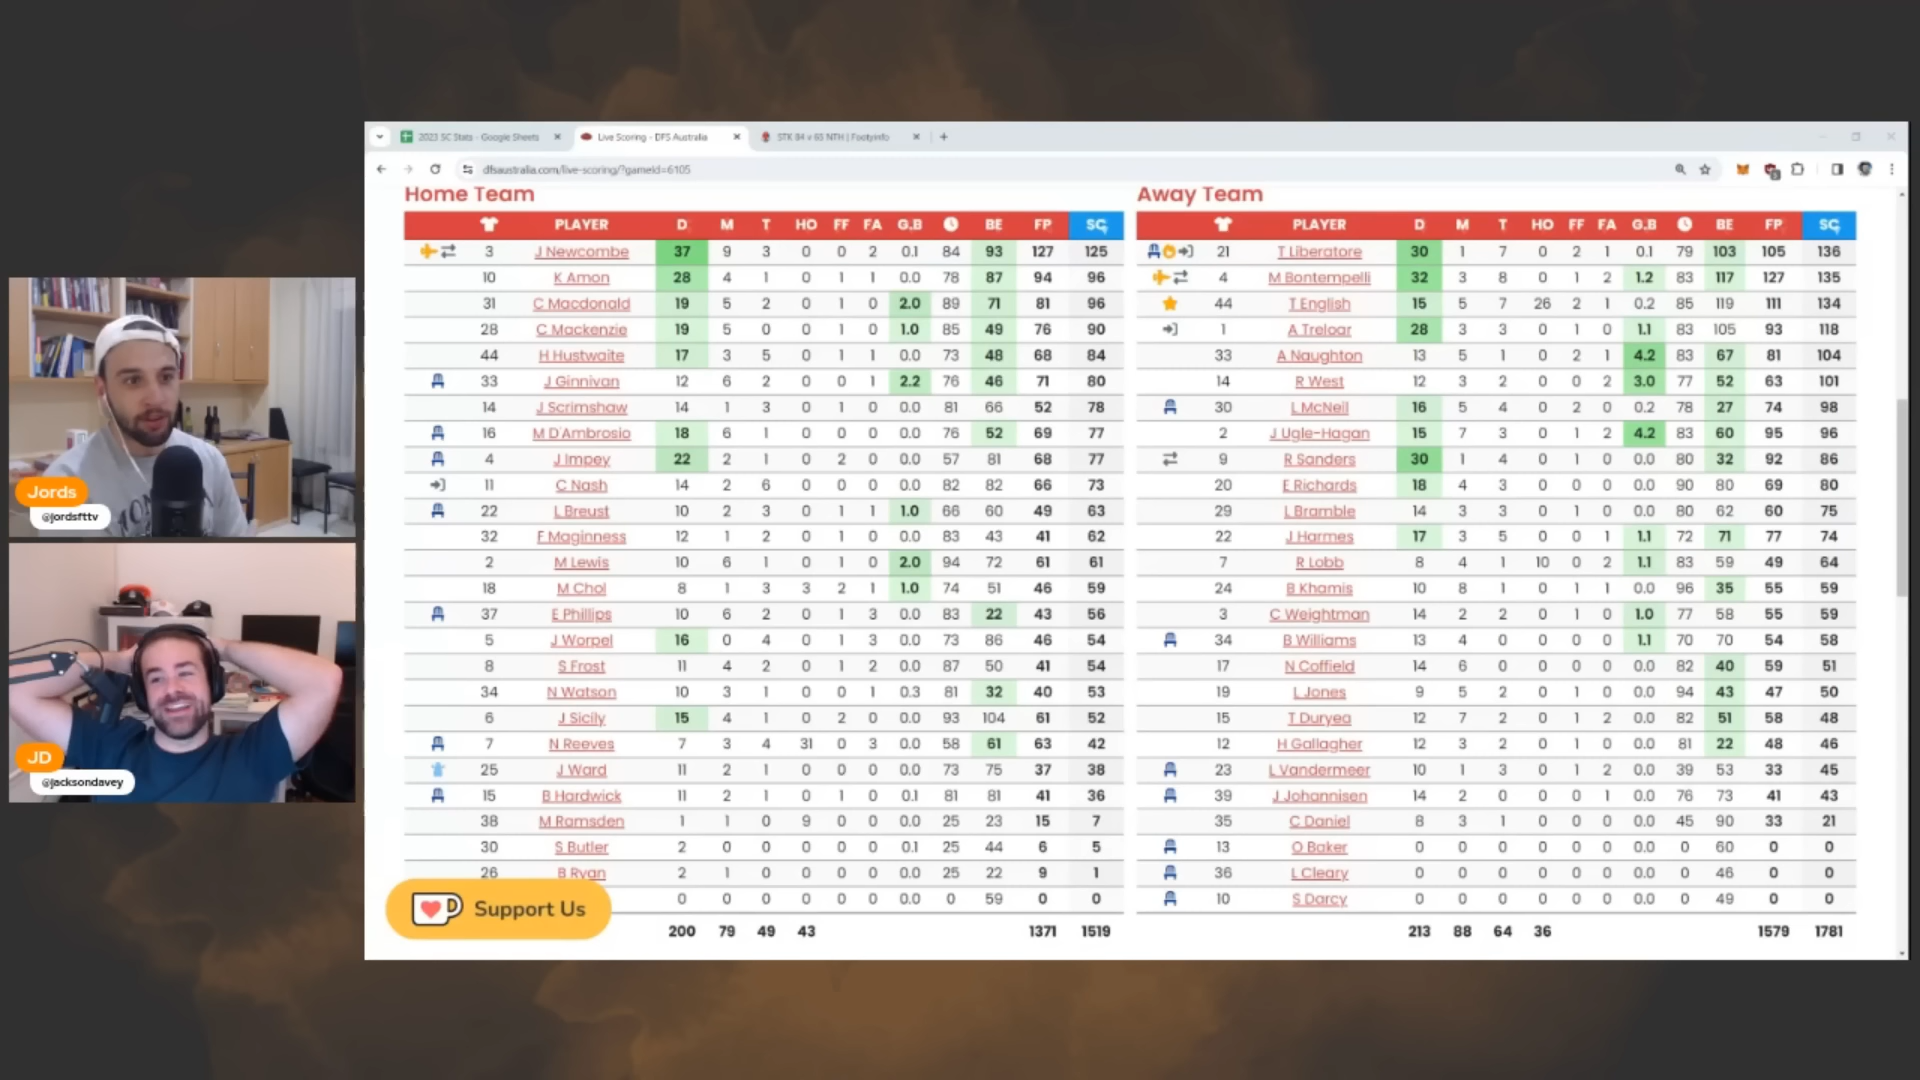 2023 SC Stats - Google Sheets
Live Scoring - DFS Australia
STK 84 v 65 NTH | FootyInfo
dfsaustralia.com/live-scoring/?gameId=6105
Home Team
PLAYER D M T HO FF FA G.B BE FP SC
3 J Newcombe 37 9 3 0 0 2 0.1 84 93 127 125
10 K Amon 28 4 1 0 1 1 0.0 78 87 94 96
31 C Macdonald 19 5 2 0 1 0 2.0 89 71 81 96
28 C Mackenzie 19 5 0 0 1 0 1.0 85 49 76 90
44 H Hustwaite 17 3 5 0 1 1 0.0 73 48 68 84
33 J Ginnivan 12 6 2 0 0 1 2.2 76 46 71 80
14 J Scrimshaw 14 1 3 0 1 0 0.0 81 66 52 78
16 M D'Ambrosio 18 6 1 0 0 0 0.0 76 52 69 77
4 J Impey 22 2 1 0 2 0 0.0 57 81 68 77
11 C Nash 14 2 6 0 0 0 0.0 82 82 66 73
22 L Breust 10 2 3 0 1 1 1.0 66 60 49 63
32 F Maginness 12 1 2 0 1 0 0.0 83 43 41 62
2 M Lewis 10 6 1 0 1 0 2.0 94 72 61 61
18 M Chol 8 1 3 3 2 1 1.0 74 51 46 59
37 E Phillips 10 6 2 0 1 3 0.0 83 22 43 56
5 J Worpel 16 0 4 0 1 3 0.0 73 86 46 54
8 S Frost 11 4 2 0 1 2 0.0 87 50 41 54
34 N Watson 10 3 1 0 0 1 0.3 81 32 40 53
6 J Sicily 15 4 1 0 2 0 0.0 93 104 61 52
7 N Reeves 7 3 4 31 0 3 0.0 58 61 63 42
25 J Ward 11 2 1 0 0 0 0.0 73 75 37 38
15 B Hardwick 11 2 1 0 1 0 0.1 81 81 41 36
38 M Ramsden 1 1 0 9 0 0 0.0 25 23 15 7
30 S Butler 2 0 0 0 0 0 0.1 25 44 6 5
26 B Ryan 2 1 0 0 0 0 0.0 25 22 9 1
0 0 0 0 0 0 0.0 0 59 0 0
200 79 49 43 1371 1519
Away Team
PLAYER D M T HO FF FA G.B BE FP SC
21 T Liberatore 30 1 7 0 2 1 0.1 79 103 105 136
4 M Bontempelli 32 3 8 0 1 2 1.2 83 117 127 135
44 T English 15 5 7 26 2 1 0.2 85 119 111 134
1 A Treloar 28 3 3 0 1 0 1.1 83 105 93 118
33 A Naughton 13 5 1 0 2 1 4.2 83 67 81 104
14 R West 12 3 2 0 0 2 3.0 77 52 63 101
30 L McNeil 16 5 4 0 2 0 0.2 78 27 74 98
2 J Ugle-Hagan 15 7 3 0 1 2 4.2 83 60 95 96
9 R Sanders 30 1 4 0 1 0 0.0 80 32 92 86
20 E Richards 18 4 3 0 0 0 0.0 90 80 69 80
29 L Bramble 14 3 3 0 1 0 0.0 80 62 60 75
22 J Harmes 17 3 5 0 0 1 1.1 72 71 77 74
7 R Lobb 8 4 1 10 0 2 1.1 83 59 49 64
24 B Khamis 10 8 1 0 1 1 0.0 96 35 55 59
3 C Weightman 14 2 2 0 1 0 1.0 77 58 55 59
34 B Williams 13 4 0 0 0 0 1.1 70 70 54 58
17 N Coffield 14 6 0 0 0 0 0.0 82 40 59 51
19 L Jones 9 5 2 0 1 0 0.0 94 43 47 50
15 T Duryea 12 7 2 0 1 2 0.0 82 51 58 48
12 H Gallagher 12 3 2 0 1 0 0.0 81 22 48 46
23 L Vandermeer 10 1 3 0 1 2 0.0 39 53 33 45
39 J Johannisen 14 2 0 0 0 1 0.0 76 73 41 43
35 C Daniel 8 3 1 0 0 0 0.0 45 90 33 21
13 O Baker 0 0 0 0 0 0 0.0 0 60 0 0
36 L Cleary 0 0 0 0 0 0 0.0 0 46 0 0
10 S Darcy 0 0 0 0 0 0 0.0 0 49 0 0
213 88 64 36 1579 1781
Support Us
Jords
@jordsfttv
JD
@jacksondavey